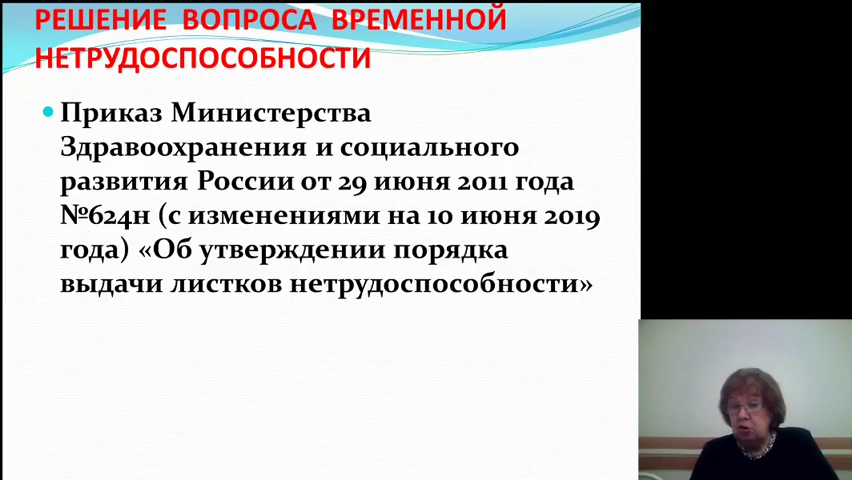 РЕШЕНИЕ ВОПРОСА ВРЕМЕННОЙ
НЕТРУДОСПОСОБНОСТИ
Приказ Министерства
Здравоохранения и социального
развития России от 29 июня 2011 года
№624н (с изменениями на 10 июня 2019
года) «Об утверждении порядка
выдачи листков нетрудоспособности»